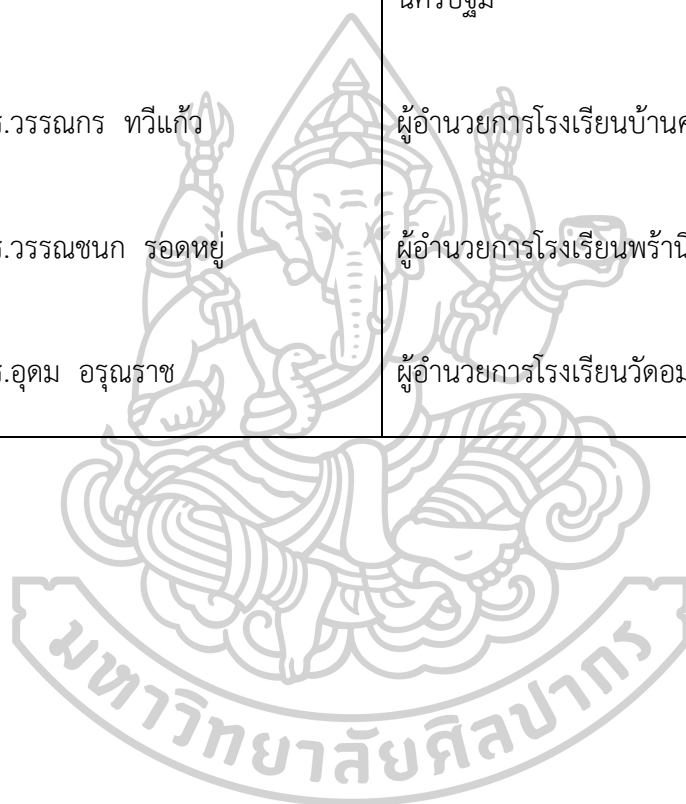 นครปฐม
ร.วรรณกร ทวีแก้ว ผู้อำนวยการโรงเรียนบ้าน
ร.วรรณชนก รอดหยู่ ผู้อำนวยการโรงเรียนพร้านี
ร.อุดม อรุณราช ผู้อำนวยการโรงเรียนวัดอม
มหาวิทยาลัยศิลปากร